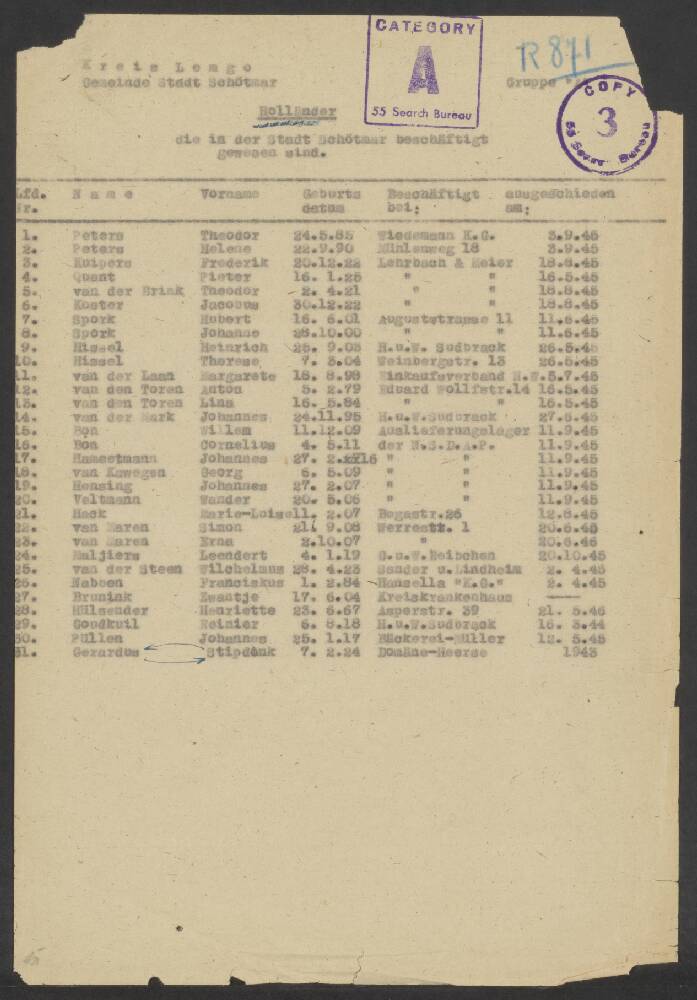 CATEGORY
A
55 Search Bureau
R 871
COPY
3
55 Bureau
Kreis Lemgo
Gemeinde Stadt Schötmar Gruppe
Holländer
die in der Stadt Schötmar beschäftigt
gewesen sind.
Lfd. Name Vorname Geburts Beschäftigt ausgeschieden
Nr. datum bei: am:
1. Peters Theodor 24.5.85 Wiedemann K.G. 3.9.45
2. Peters Helene 22.9.90 Mühlenweg 18 3.9.45
3. Kuipers Frederik 20.12.22 Lehrbach & Meier 18.8.45
4. Quant Pieter 16. 1.25 " " 16.5.45
5. van der Brink Theodor 2. 4.21 " " 18.8.45
6. Koster Jacobus 30.12.22 " " 18.8.45
7. Spork Hubert 16. 6.01 Auguststrasse 11 11.6.45
8. Spork Johanne 28.10.00 " " 11.6.45
9. Hissel Heinrich 25. 9.03 H.u.W. Sudbrack 26.5.45
10. Hissel Therese 7. 3.04 Weinbergstr. 13 26.5.45
11. van der Laan Margarete 18. 8.98 Einkaufsverband N.W.5.7.45
12. van den Toren Anton 5. 2.79 Eduard Wolffstr.14 16.5.45
13. van den Toren Lina 16. 5.84 " " 16.5.45
14. van der Mark Johannes 24.11.95 H.u.W.Sudbrack 27.8.45
15. Bon Willem 11.12.09 Auslieferungslager 11.9.45
16. Bon Cornelius 4. 5.11 der N.S.D.A.P. 11.9.45
17. Johannes 27. 2.xx16 " " 11.9.45
18. van Georg 6. 5.09 " " 11.9.45
19. Hensing Johannes 27. 2.07 " " 11.9.45
20. Veltmann Wander 20. 5.06 " " 11.9.45
21. Hack 2.07 Begastr.26 12.8.45
22. van Maren Simon 21. 9.08 Werrestr. 1 20.6.45
23. van Maren Erna 2.10.07 " 20.6.46
24. Maljiers Leendert 4. 1.19 G.u.W.Heibchen 20.10.45
25. van der Steen Wilchelmus 28. 4.23 Sander u.Lindheim 2. 4.45
26. Nabben Franciskus 1. 2.84 Hansella "K.G." 2. 4.45
27. Brunink Zwantje 17. 6.04 Kreiskrankenhaus ——
28. Hülsender Henriette 23. 6.67 Asperstr. 39 21. 5.46
29. Goudkuil Reinier 6. 8.18 H.u.W.Sudbrack 16. 3.44
30. Püllen Johannes 25. 1.17 Bäckerei-Müller 12. 5.45
31. Gerardus Stipdonk 7. 2.24 Domäne-Heerse 1943